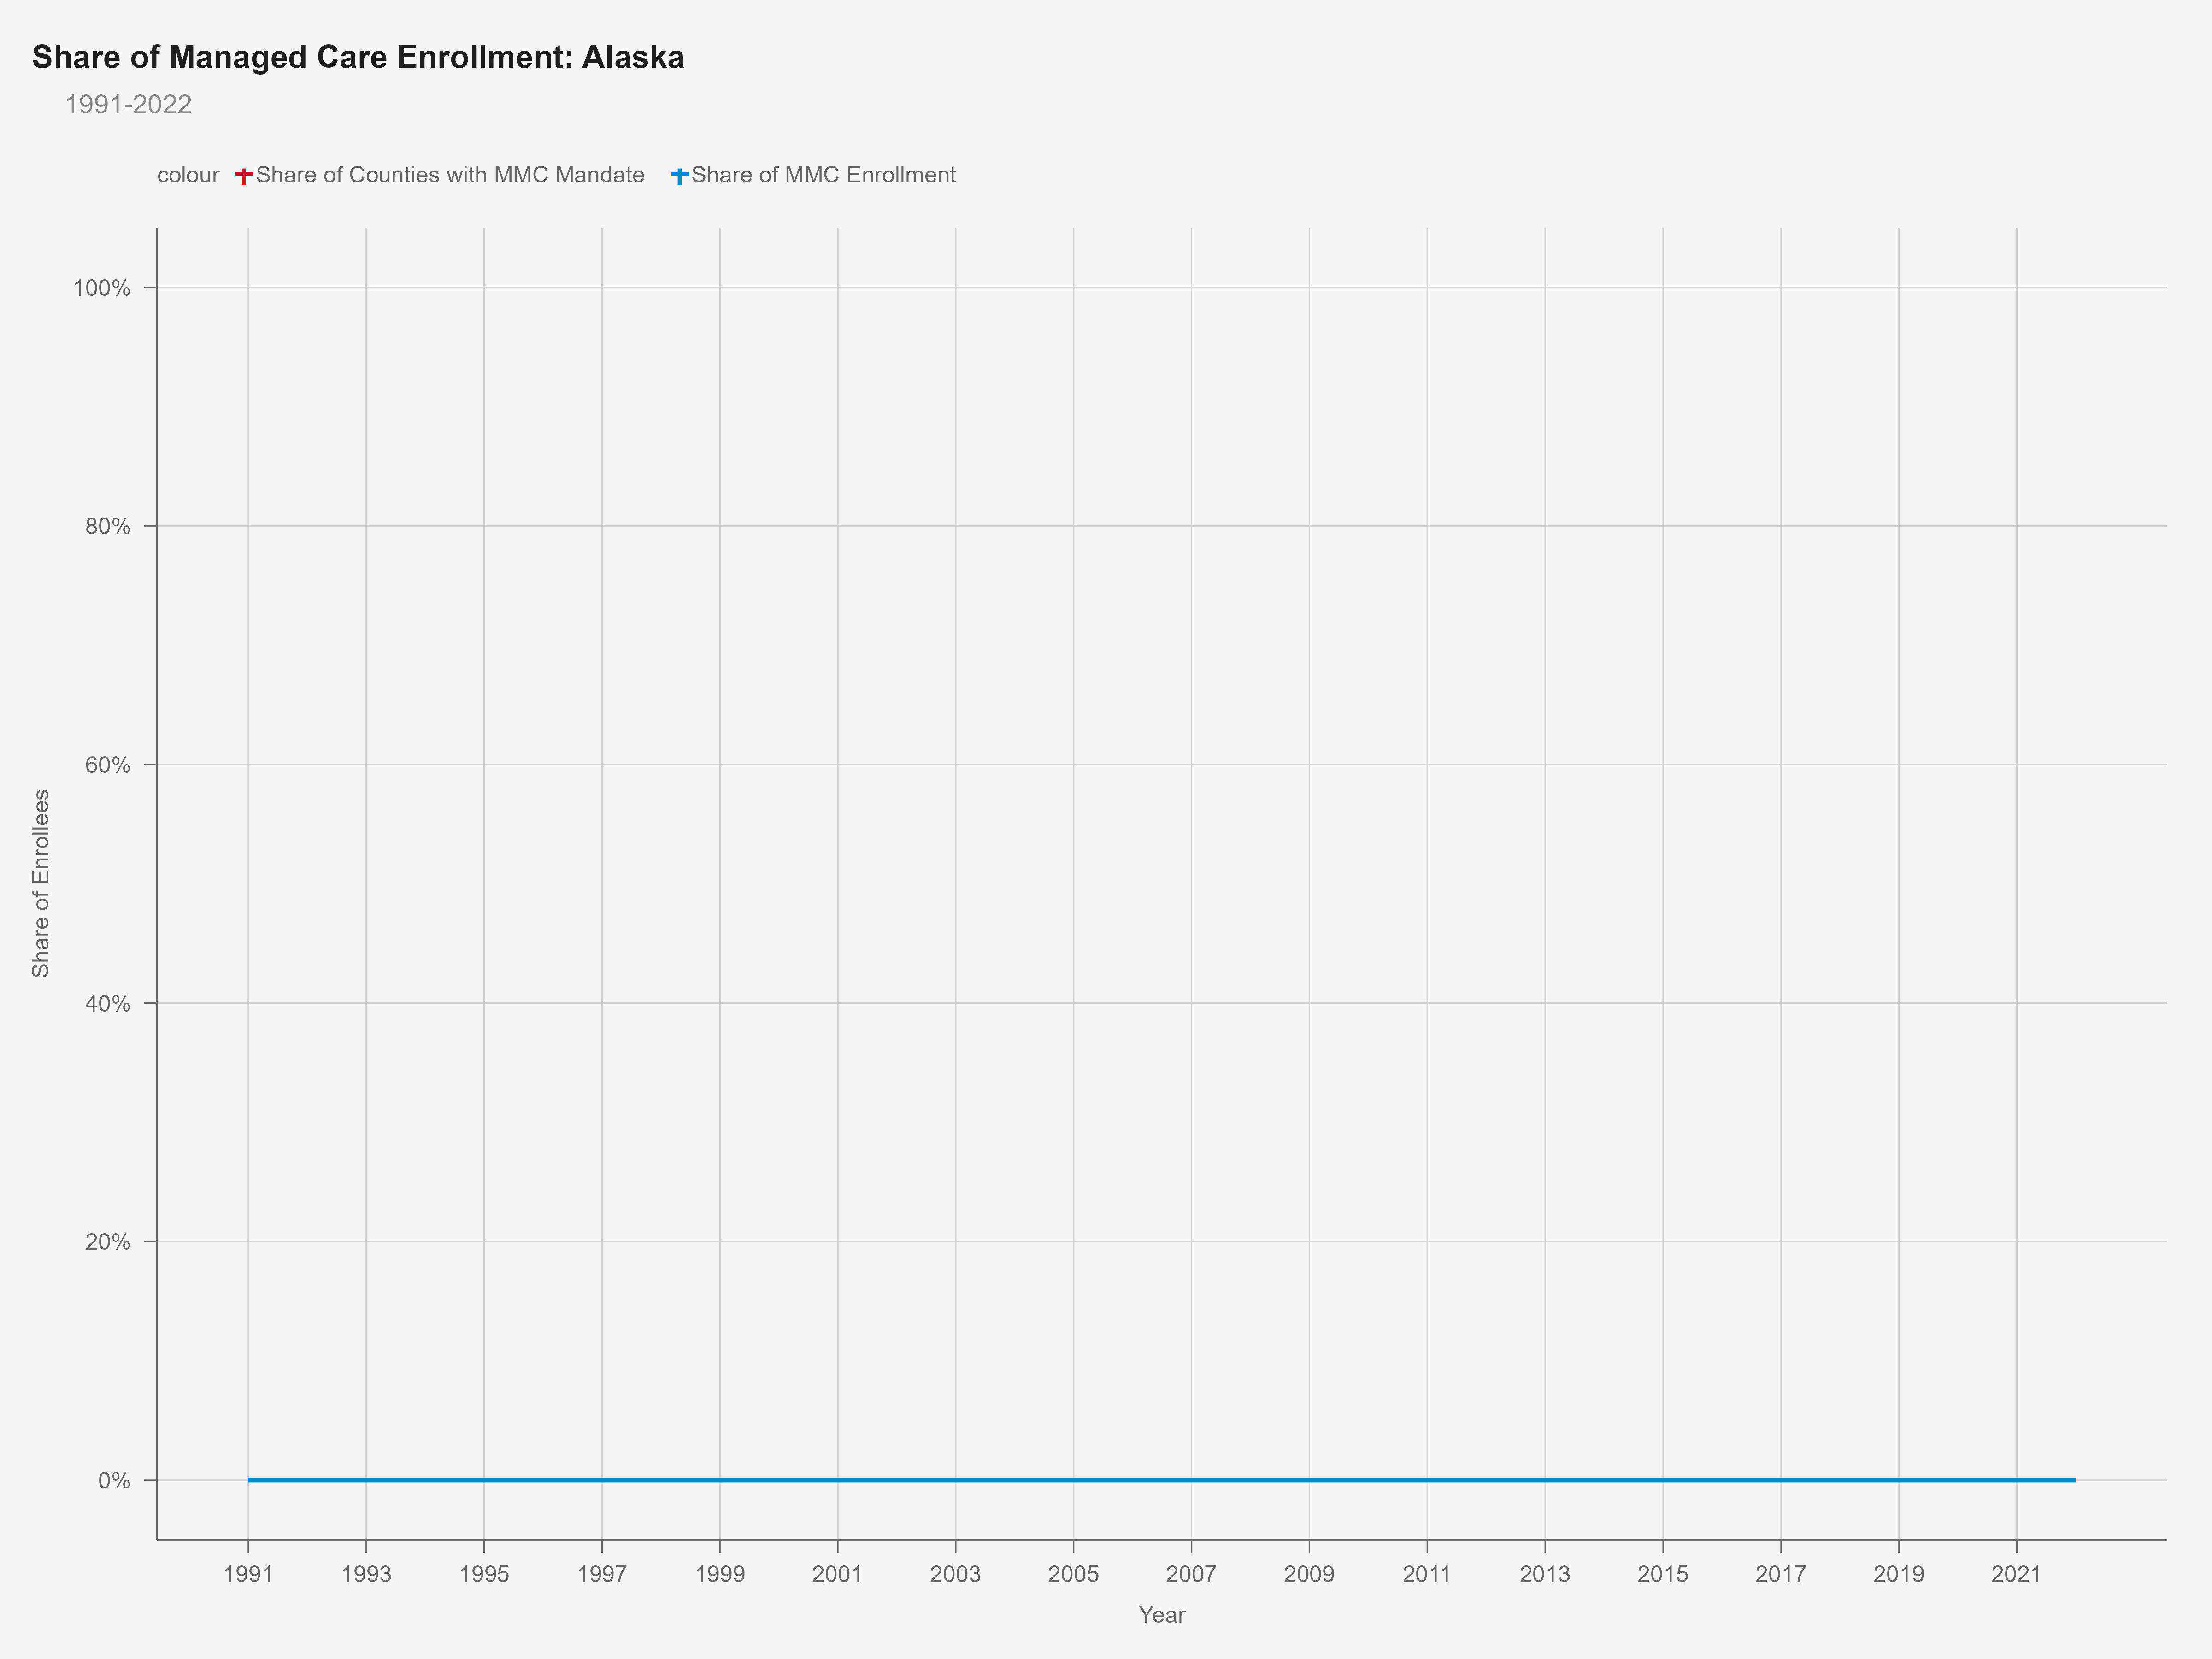 Share of Managed Care Enrollment: Alaska
1991-2022
colour Share of Counties with MMC Mandate Share of MMC Enrollment
100%
80%
60%
40%
20%
0%
Share of Enrollees
1991 1993 1995 1997 1999 2001 2003 2005 2007 2009 2011 2013 2015 2017 2019 2021
Year